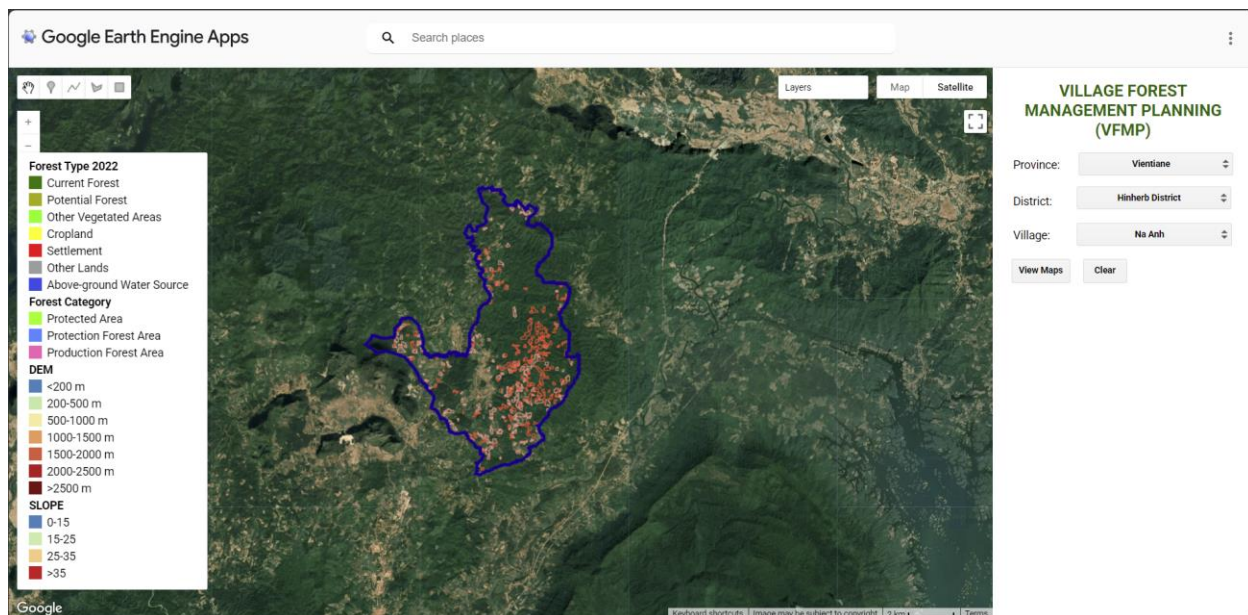 Google Earth Engine Apps
Search places
Layers
Map
Satellite
+
−
Forest Type 2022
Current Forest
Potential Forest
Other Vegetated Areas
Cropland
Settlement
Other Lands
Above-ground Water Source
Forest Category
Protected Area
Protection Forest Area
Production Forest Area
DEM
<200 m
200-500 m
500-1000 m
1000-1500 m
1500-2000 m
2000-2500 m
>2500 m
SLOPE
0-15
15-25
25-35
>35
Google
Keyboard shortcuts
Image may be subject to copyright
2 km
Terms
VILLAGE FOREST
MANAGEMENT PLANNING
(VFMP)
Province: Vientiane
District: Hinherb District
Village: Na Anh
View Maps Clear